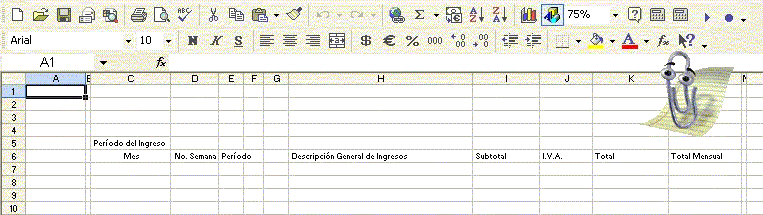 75%
Arial 10 N K S $ € % 000
A1 fx
A B C D E F G H I J K L M
1
2
3
4
5 Período del Ingreso
6 Mes No. Semana Período Descripción General de Ingresos Subtotal I.V.A. Total Total Mensual
7
8
9
10